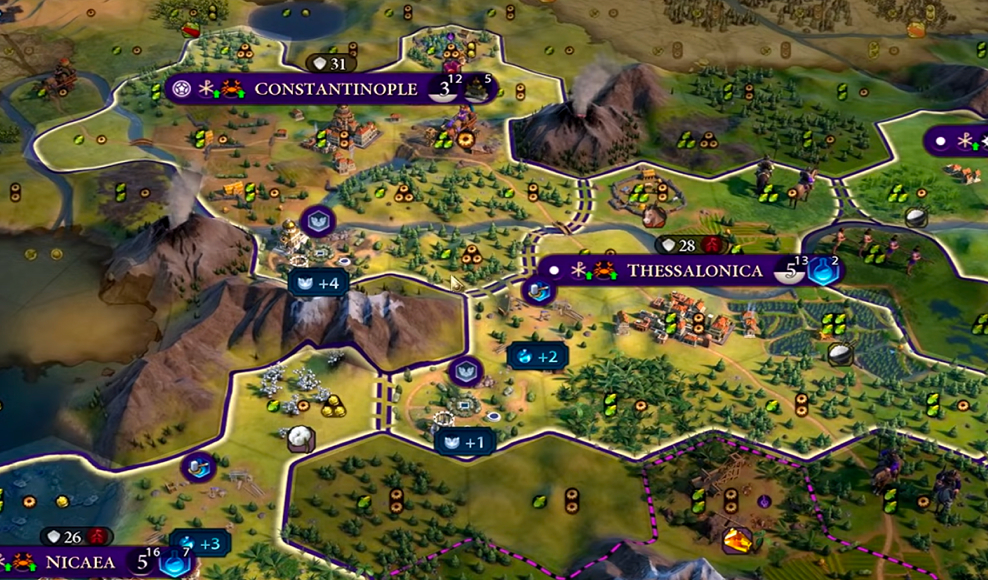 31
CONSTANTINOPLE 3 12 5
+4
28
THESSALONICA 5 13 2
+2
+1
26
+3
NICAEA 5 16 7